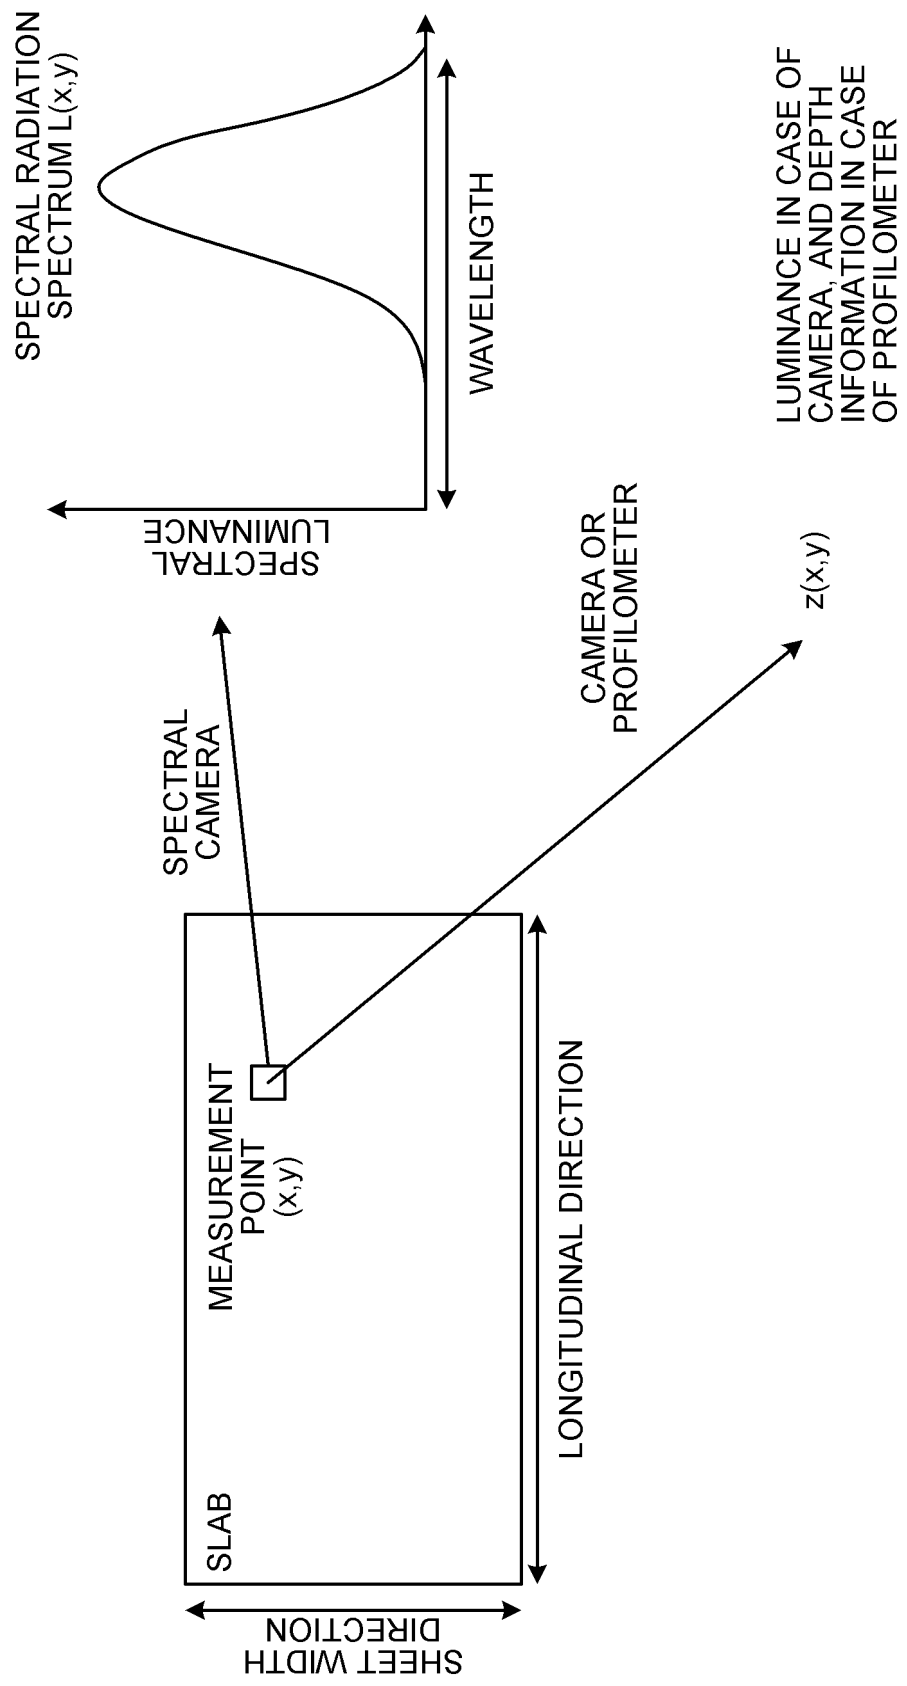 SHEET WIDTH
DIRECTION
SLAB
MEASUREMENT
POINT
(x,y)
LONGITUDINAL DIRECTION
SPECTRAL
CAMERA
CAMERA OR
PROFILOMETER
SPECTRAL
LUMINANCE
SPECTRAL RADIATION
SPECTRUM L(x,y)
WAVELENGTH
z(x,y)
LUMINANCE IN CASE OF
CAMERA, AND DEPTH
INFORMATION IN CASE
OF PROFILOMETER